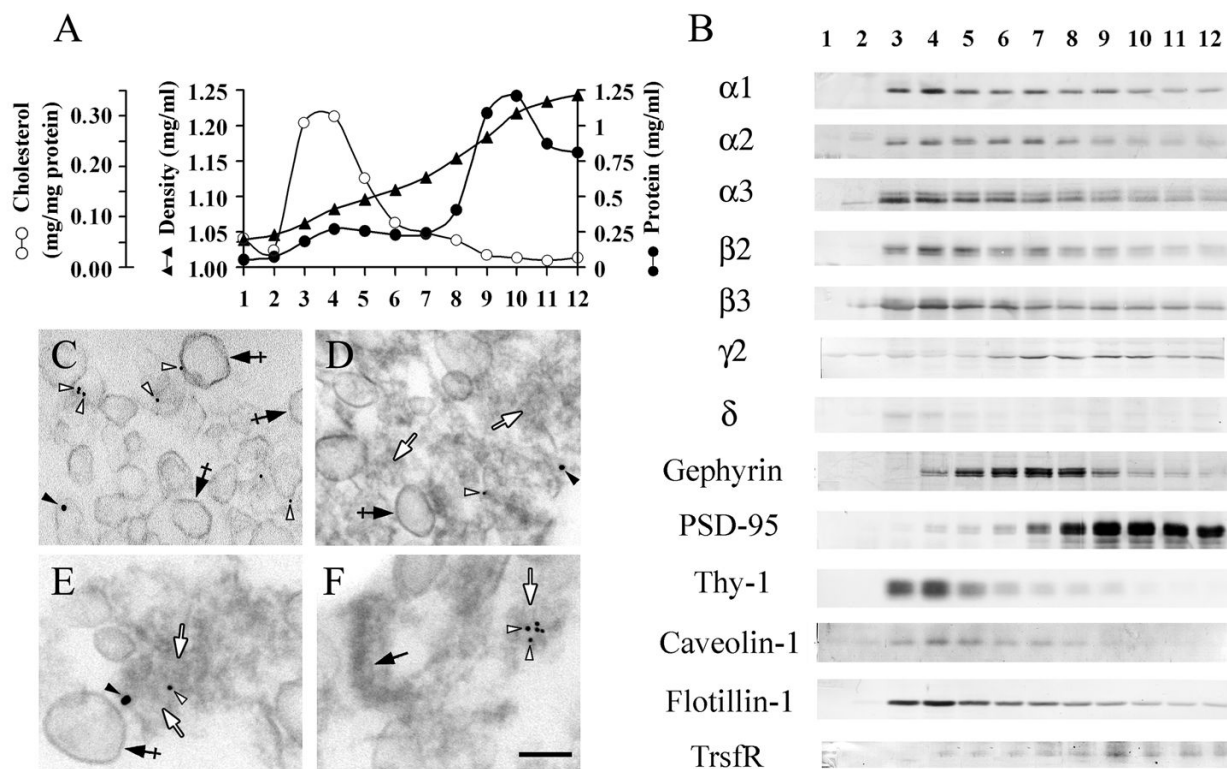 A
B
Cholesterol
(mg/mg protein)
0.30
0.20
0.10
0.00
Density (mg/ml)
1.25
1.20
1.15
1.10
1.05
1.00
1.25
1
0.75
0.5
0.25
0
Protein (mg/ml)
1 2 3 4 5 6 7 8 9 10 11 12
1 2 3 4 5 6 7 8 9 10 11 12
α1
α2
α3
β2
β3
γ2
δ
Gephyrin
PSD-95
Thy-1
Caveolin-1
Flotillin-1
TrsfR
C
D
E
F